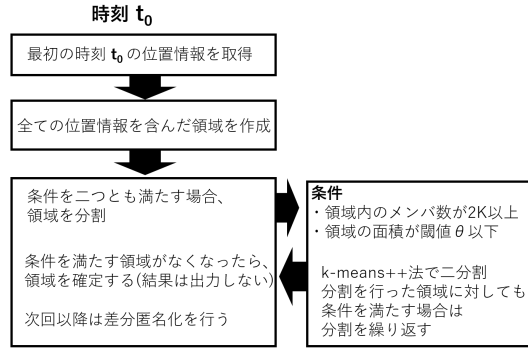 時刻 t0
最初の時刻 t0 の位置情報を取得
全ての位置情報を含んだ領域を作成
条件を二つとも満たす場合、
領域を分割
条件を満たす領域がなくなったら、
領域を確定する(結果は出力しない)
次回以降は差分匿名化を行う
条件
・領域内のメンバ数が2K以上
・領域の面積が閾値θ以下
k-means++法で二分割
分割を行った領域に対しても
条件を満たす場合は
分割を繰り返す